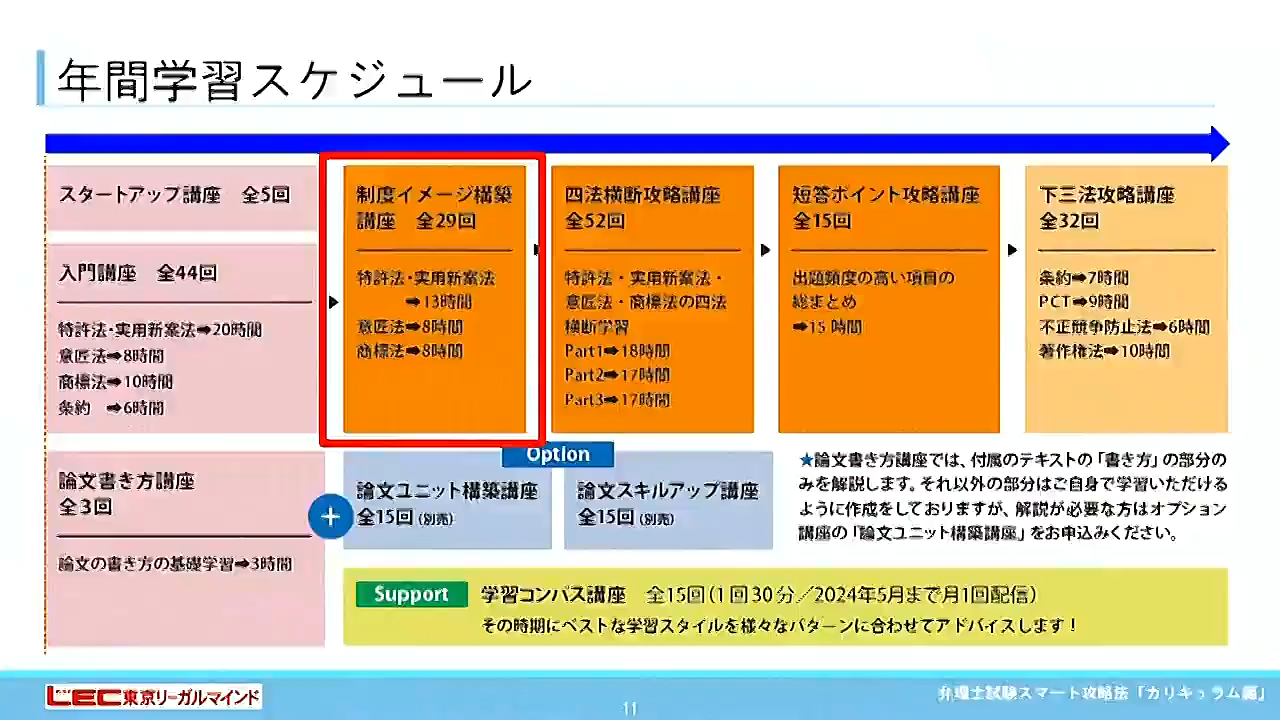 年間学習スケジュール
スタートアップ講座　全5回
入門講座　全44回
特許法・実用新案法➡20時間
意匠法➡8時間
商標法➡10時間
条約　➡6時間
制度イメージ構築
講座　全29回
特許法・実用新案法
➡13時間
意匠法➡8時間
商標法➡8時間
四法横断攻略講座
全52回
特許法・実用新案法・
意匠法・商標法の四法
横断学習
Part1➡18時間
Part2➡17時間
Part3➡17時間
短答ポイント攻略講座
全15回
出題頻度の高い項目の
総まとめ
➡15時間
下三法攻略講座
全32回
条約➡7時間
PCT➡9時間
不正競争防止法➡6時間
著作権法➡10時間
論文書き方講座
全3回
論文の書き方の基礎学習➡3時間
+
Option
論文ユニット構築講座
全15回（別売）
論文スキルアップ講座
全15回（別売）
★論文書き方講座では、付属のテキストの「書き方」の部分の
みを解説します。それ以外の部分はご自身で学習いただける
ように作成をしておりますが、解説が必要な方はオプション
講座の「論文ユニット構築講座」をお申込みください。
Support
学習コンパス講座　全15回（1回30分／2024年5月まで月1回配信）
その時期にベストな学習スタイルを様々なパターンに合わせてアドバイスします！
LEC東京リーガルマインド
11
弁理士試験スマート攻略法「カリキュラム編」